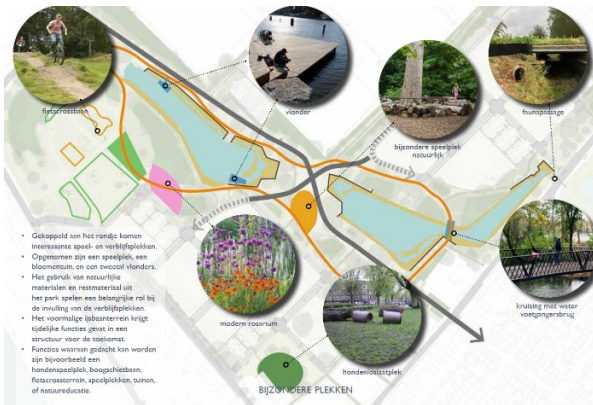 fietscrossbaan
vlonder
bijzondere speelplek
natuurlijk
faunapassage
• Gekoppeld aan het rondje komen
interessante speel- en verblijfsplekken.
• Opgenomen zijn een speelplek, een
bloementuin, en een tweetal vlonders.
• Het gebruik van natuurlijke
materialen en restmateriaal uit
het park spelen een belangrijke rol bij
de invulling van de verblijfsplekken.
• Het voormalige ijsbaanterrein krijgt
tijdelijke functies gevat in een
structuur voor de toekomst.
• Functies waaraan gedacht kan worden
zijn bijvoorbeeld een
hondenspeelplek, boogschietbaan,
fietscrossterrein, speelplekken, tuinen,
of natuureducatie.
modern rosarium
hondenlosaatplek
kruising met water
voetgangersbrug
BIJZONDERE PLEKKEN